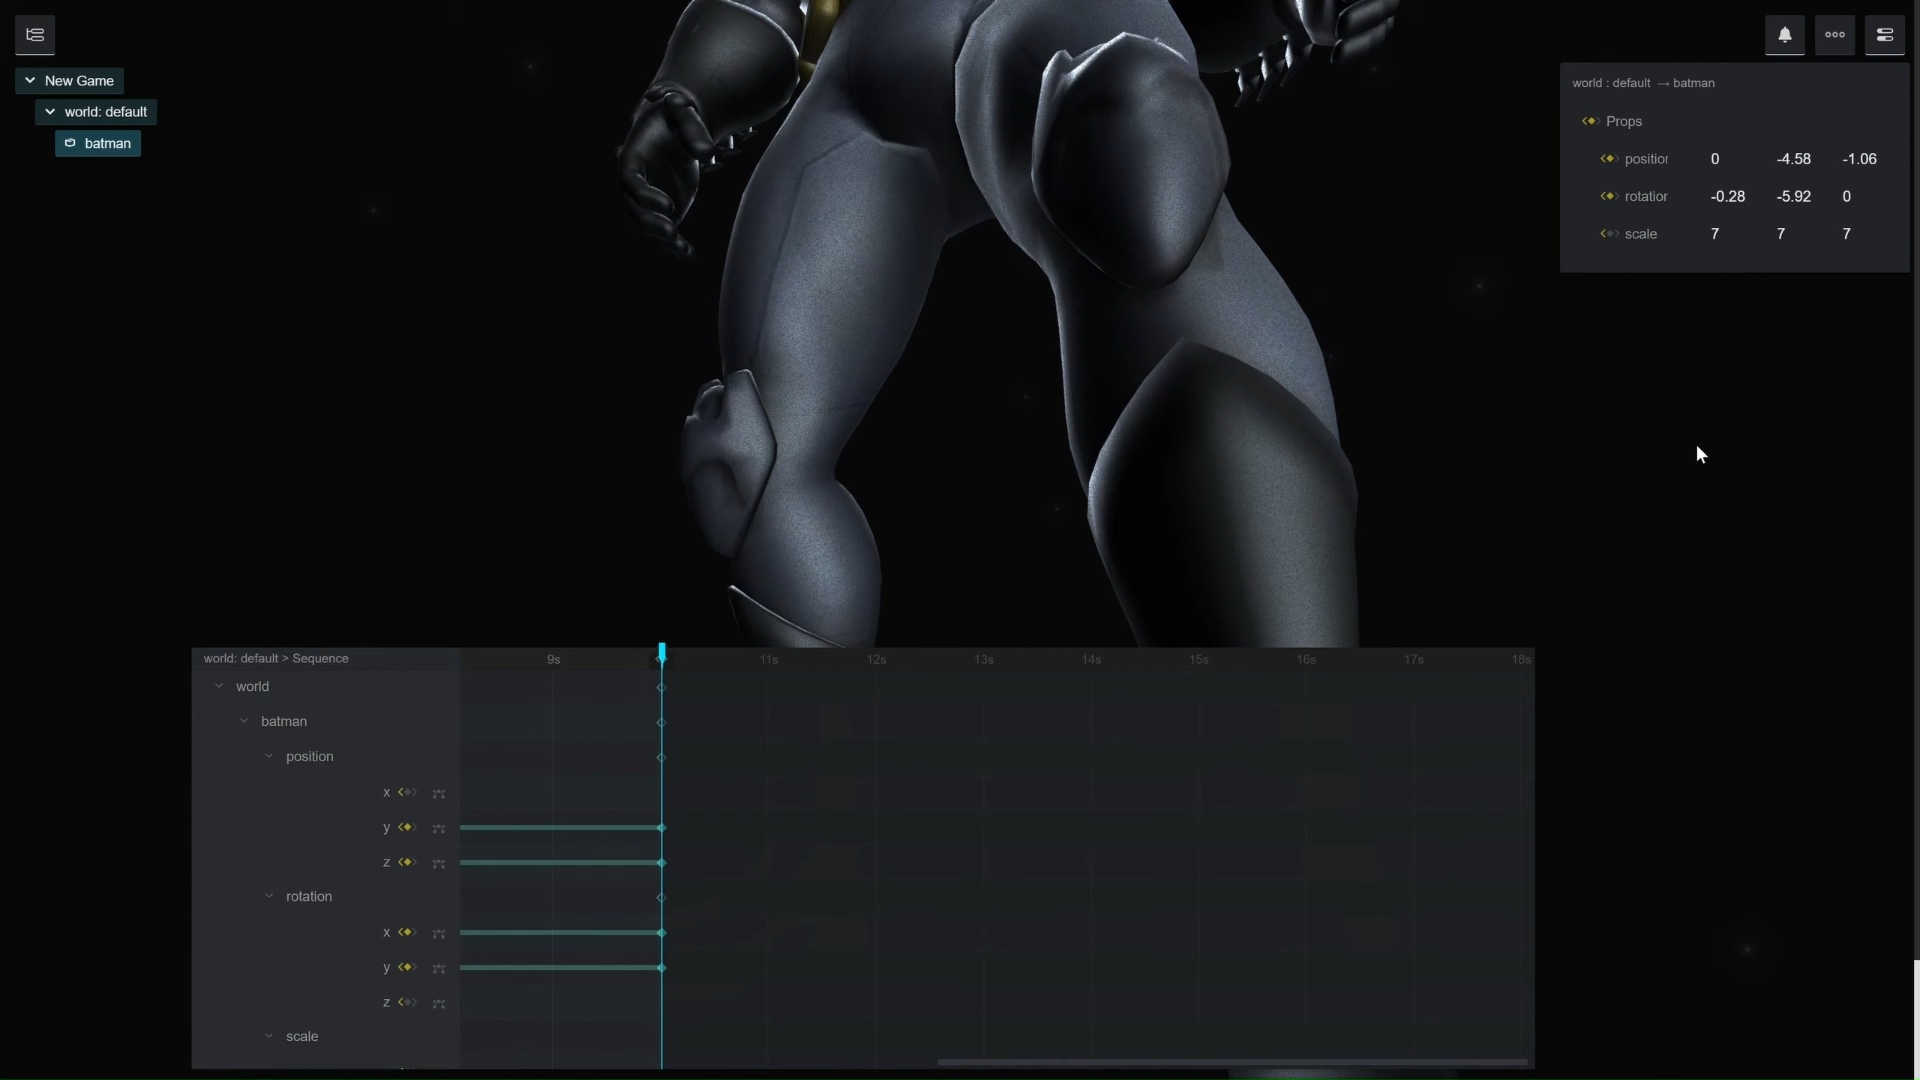 New Game
world: default
batman
world : default → batman
Props
position 0 -4.58 -1.06
rotation -0.28 -5.92 0
scale 7 7 7
world: default > Sequence
9s 11s 12s 13s 14s 15s 16s 17s 18s
world
batman
position
x
y
z
rotation
x
y
z
scale